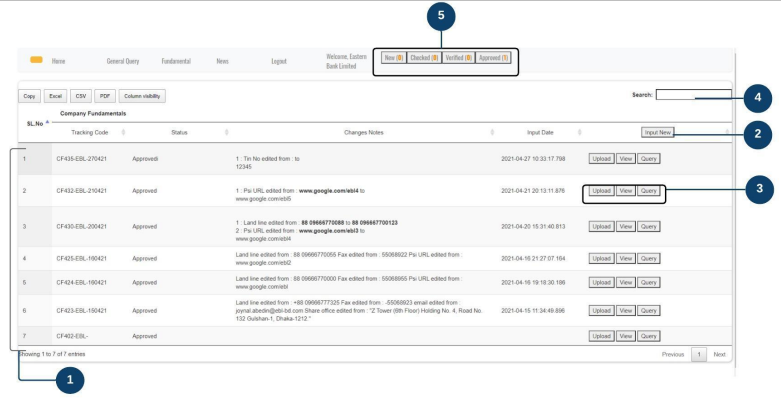 5
Home General Query Fundamental News Logout Welcome, Eastern Bank Limited New (0) Checked (0) Verified (0) Approved (1)
Copy Excel CSV PDF Column visibility Search:
4
SL.No Company Fundamentals
Tracking Code Status Changes Notes Input Date Input New
2
1 CF435-EBL-270421 Approvedi 1 : Tin No edited from : to 2021-04-27 10:33:17.798 Upload View Query
12345
2 CF432-EBL-210421 Approved 1 : Psi URL edited from : www.google.com/ebl4 to 2021-04-21 20:13:11.876 Upload View Query
www.google.com/ebl5
3
3 CF430-EBL-200421 Approved 1 : Land line edited from : 88 09666770088 to 88 096667700123 2021-04-20 15:31:40.813 Upload View Query
2 : Psi URL edited from : www.google.com/ebl3 to
www.google.com/ebl4
4 CF425-EBL-160421 Approved Land line edited from : 88 09666770055 Fax edited from : 55068922 Psi URL edited from : 2021-04-16 21:27:07.164 Upload View Query
www.google.com/ebl2
5 CF424-EBL-160421 Approved Land line edited from : 88 09666770000 Fax edited from : 55068955 Psi URL edited from : 2021-04-16 19:18:30.186 Upload View Query
www.google.com/ebl
6 CF423-EBL-150421 Approved Land line edited from : +88 09666777325 Fax edited from : -55068923 email edited from : 2021-04-15 11:34:49.896 Upload View Query
joynal.abedin@ebl-bd.com Share office edited from : "Z Tower (6th Floor) Holding No. 4, Road No.
132 Gulshan-1, Dhaka-1212."
7 CF402-EBL- Approved Upload View Query
Showing 1 to 7 of 7 entries Previous 1 Next
1